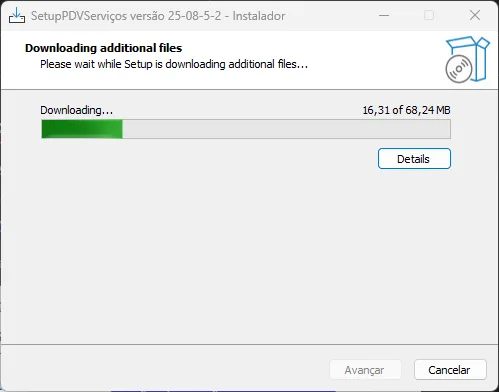 SetupPDVServiços versão 25-08-5-2 - Instalador
Downloading additional files
Please wait while Setup is downloading additional files...
Downloading... 16,31 of 68,24 MB
Details
Avançar Cancelar